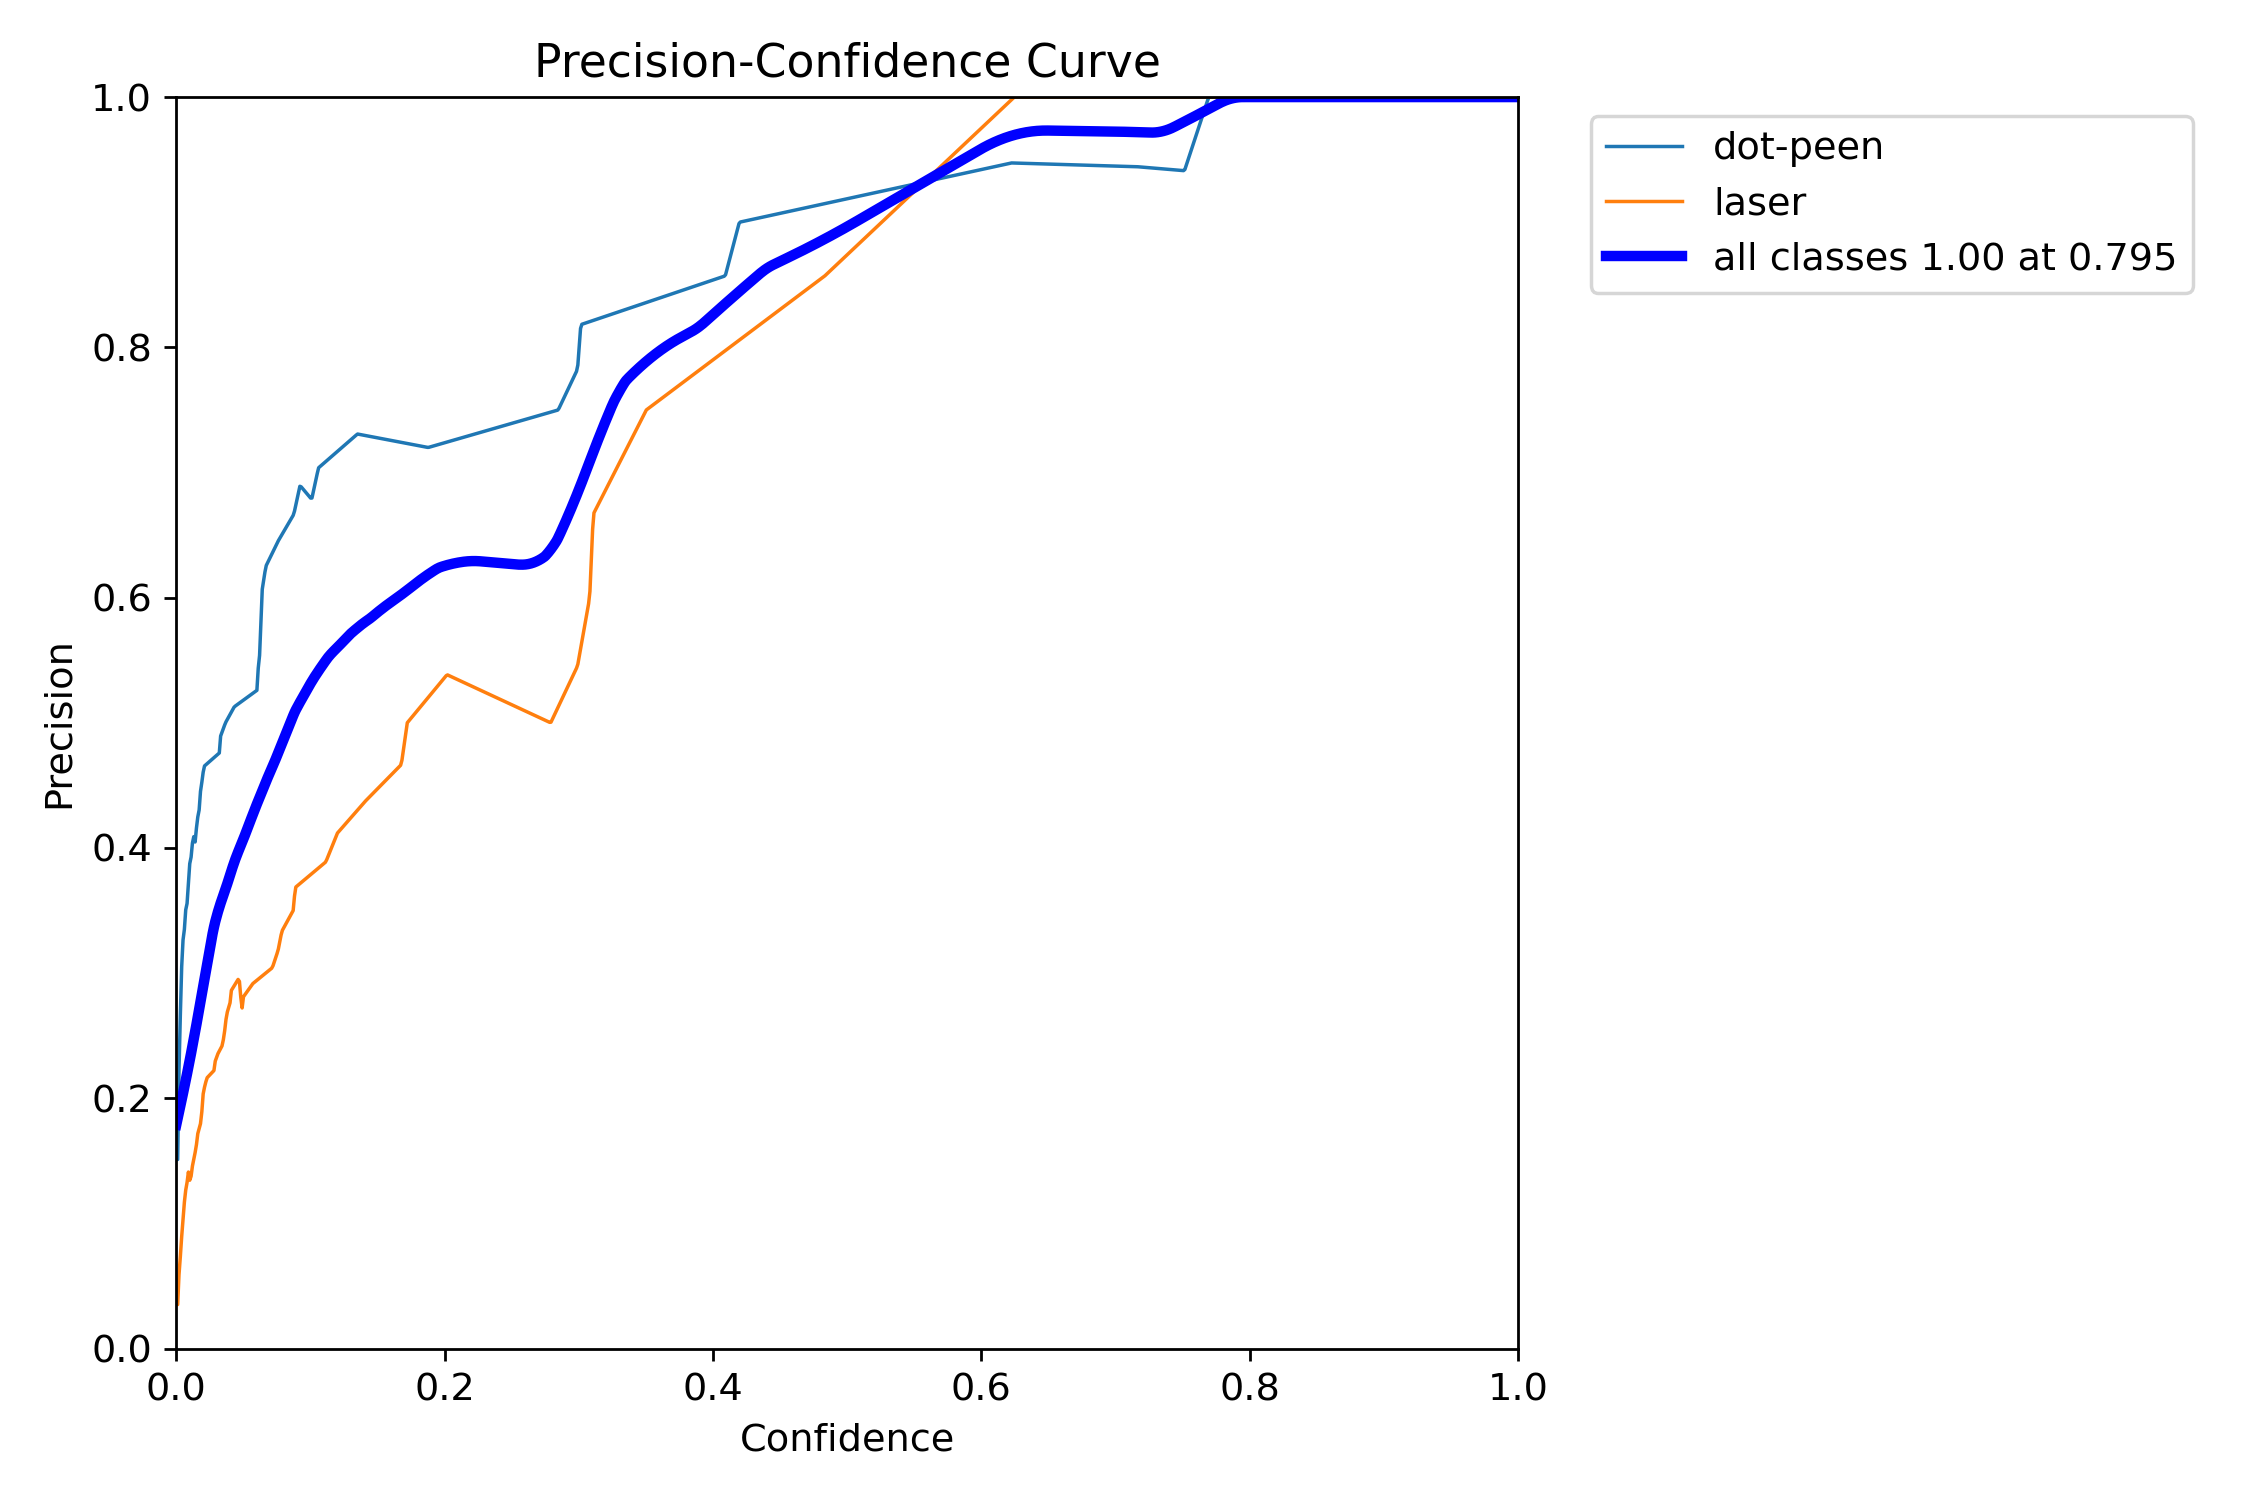 Precision-Confidence Curve
1.0
0.8
0.6
0.4
0.2
0.0
Precision
0.0 0.2 0.4 0.6 0.8 1.0
Confidence
dot-peen
laser
all classes 1.00 at 0.795